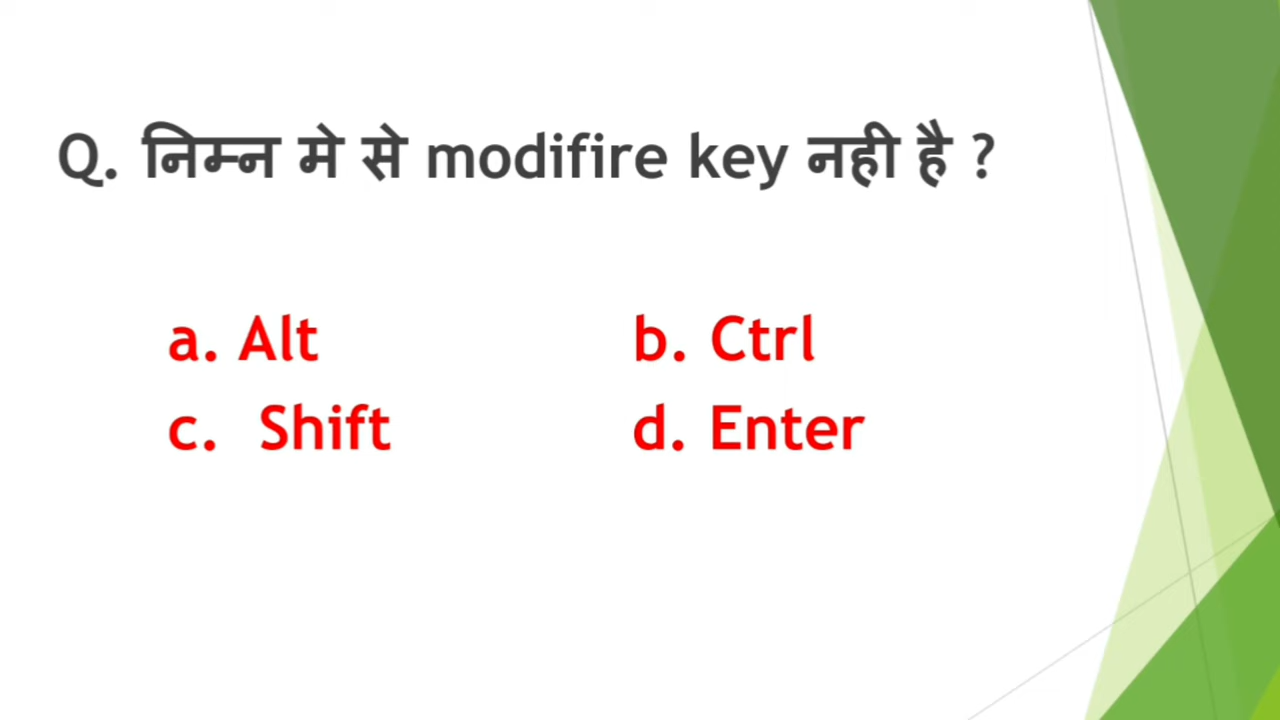 Q. निम्न मे से modifire key नही है ?
a. Alt b. Ctrl
c. Shift d. Enter